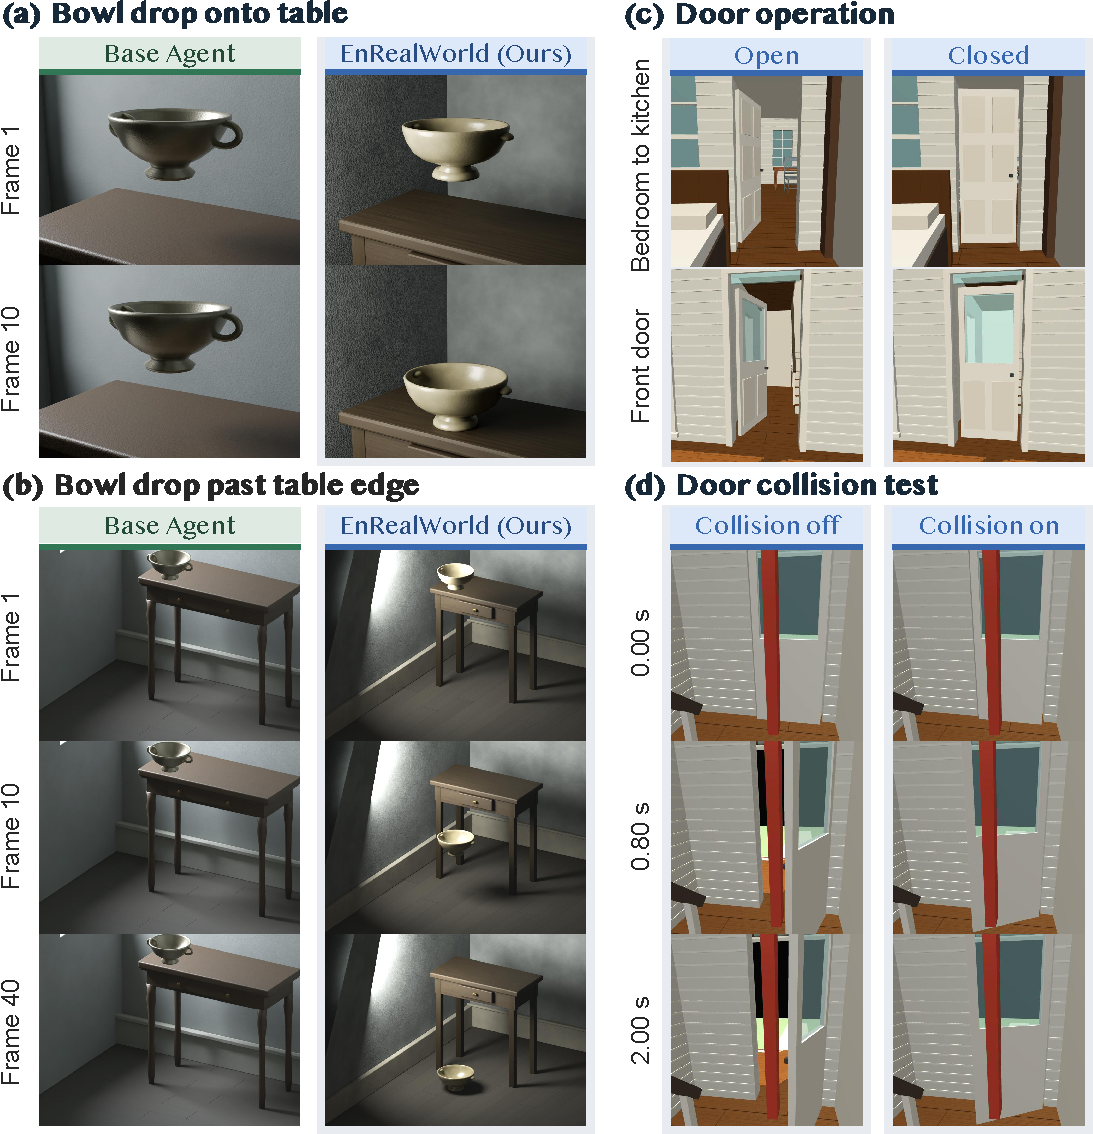 (a) Bowl drop onto table
Base Agent
EnRealWorld (Ours)
Frame 1
Frame 10
(b) Bowl drop past table edge
Base Agent
EnRealWorld (Ours)
Frame 1
Frame 10
Frame 40
(c) Door operation
Open
Closed
Bedroom to kitchen
Front door
(d) Door collision test
Collision off
Collision on
0.00 s
0.80 s
2.00 s